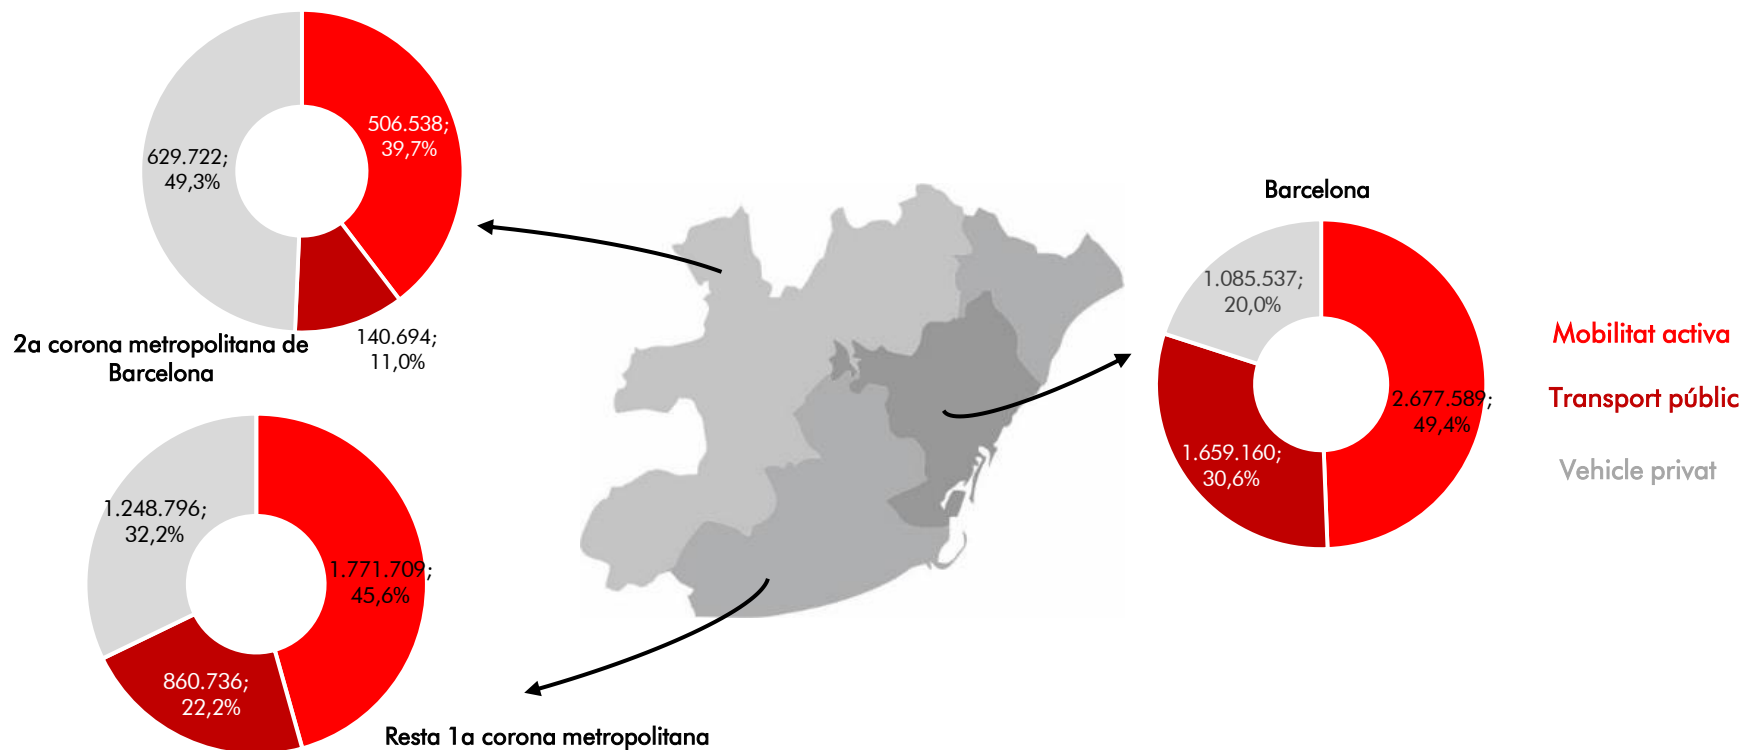 506.538;
39,7%
629.722;
49,3%
140.694;
11,0%
2a corona metropolitana de
Barcelona
1.248.796;
32,2%
1.771.709;
45,6%
860.736;
22,2%
Resta 1a corona metropolitana
Barcelona
1.085.537;
20,0%
2.677.589;
49,4%
1.659.160;
30,6%
Mobilitat activa
Transport públic
Vehicle privat